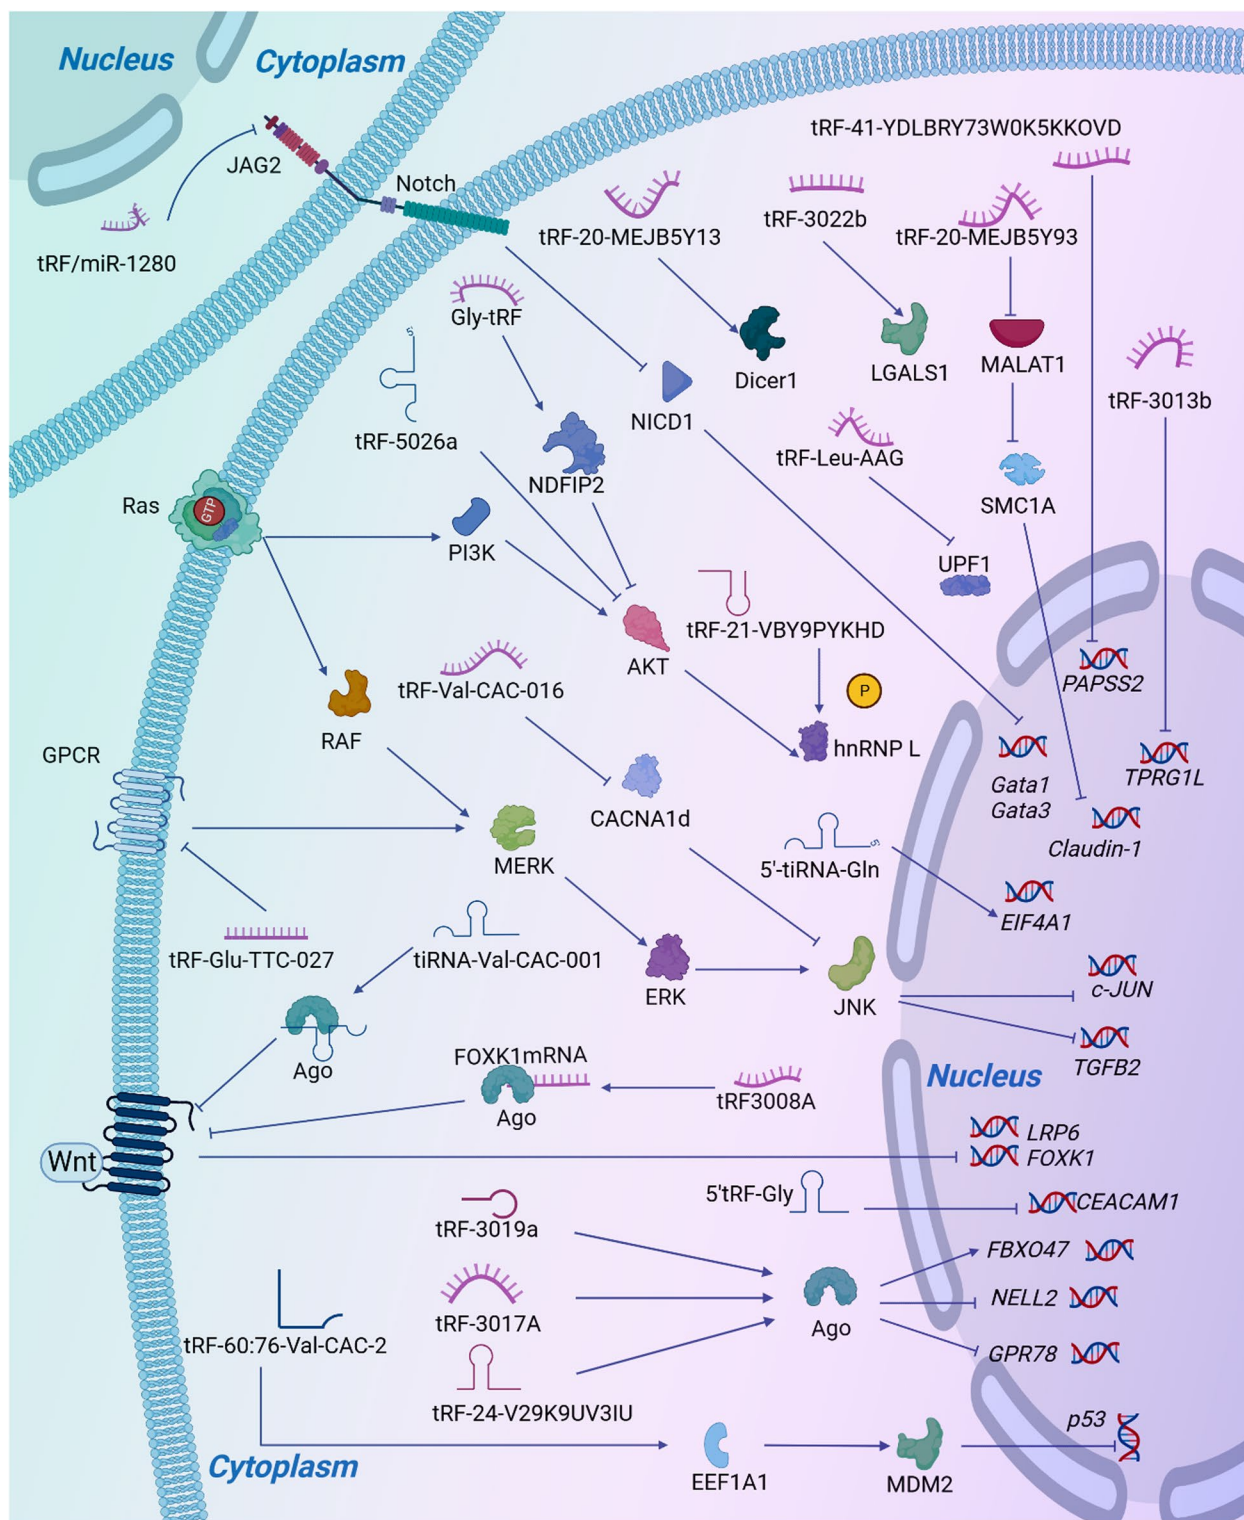 Nucleus
Cytoplasm
tRF-41-YDLBRY73W0K5KKOVD
JAG2
Notch
tRF/miR-1280
tRF-20-MEJB5Y13
tRF-3022b
tRF-20-MEJB5Y93
Gly-tRF
5'
Dicer1
LGALS1
MALAT1
tRF-3013b
NICD1
tRF-5026a
tRF-Leu-AAG
NDFIP2
SMC1A
Ras
GTP
PI3K
UPF1
tRF-21-VBY9PYKHD
AKT
PAPSS2
tRF-Val-CAC-016
P
RAF
hnRNP L
GPCR
TPRG1L
Gata1
Gata3
CACNA1d
Claudin-1
5'
MERK
5'-tiRNA-Gln
EIF4A1
tRF-Glu-TTC-027
tiRNA-Val-CAC-001
ERK
JNK
c-JUN
TGFB2
Ago
FOXK1mRNA
Nucleus
tRF3008A
Ago
LRP6
FOXK1
Wnt
5'tRF-Gly
CEACAM1
tRF-3019a
FBXO47
NELL2
tRF-3017A
Ago
tRF-60:76-Val-CAC-2
GPR78
tRF-24-V29K9UV3IU
p53
Cytoplasm
EEF1A1
MDM2